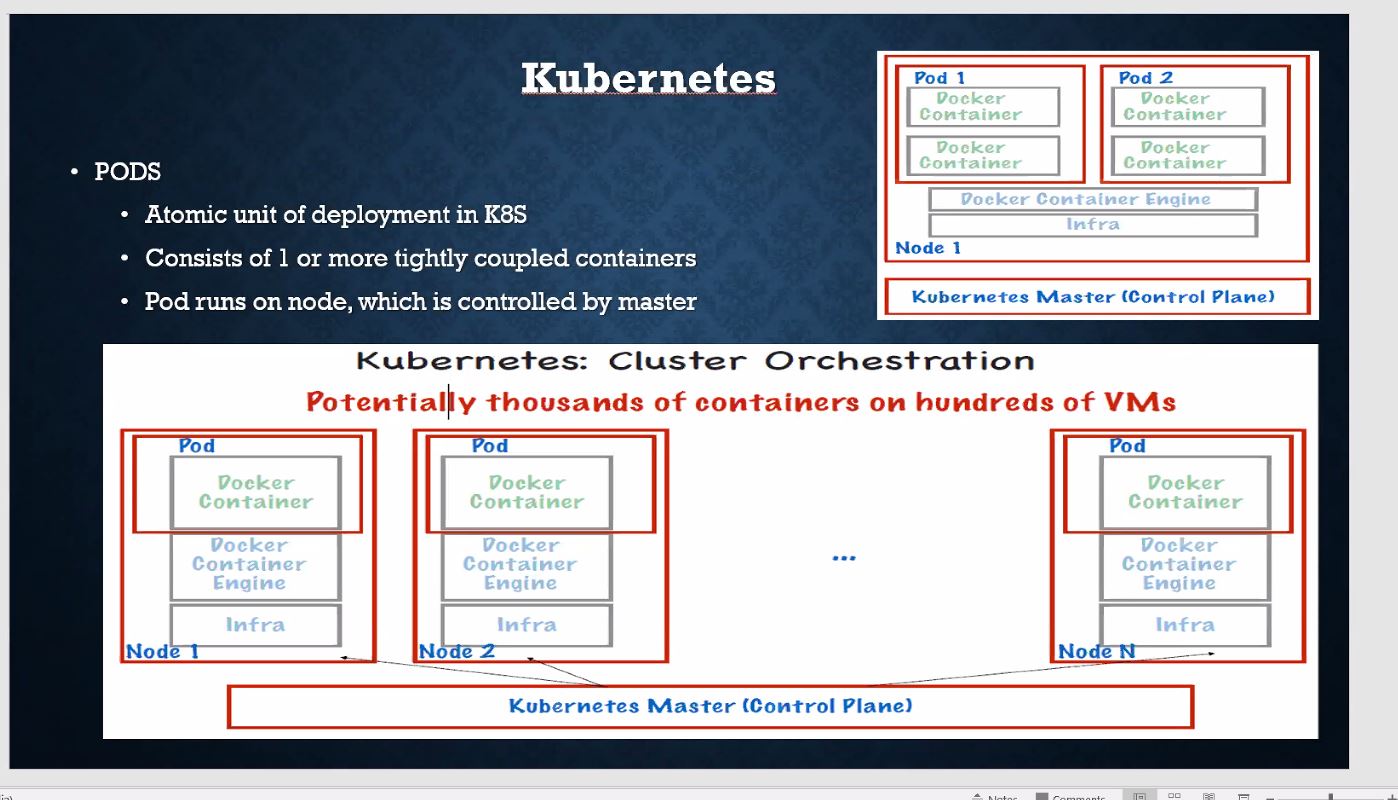 Kubernetes
• PODS
• Atomic unit of deployment in K8S
• Consists of 1 or more tightly coupled containers
• Pod runs on node, which is controlled by master
Pod 1
Docker
Container
Docker
Container
Pod 2
Docker
Container
Docker
Container
Docker Container Engine
Infra
Node 1
Kubernetes Master (Control Plane)
Kubernetes: Cluster Orchestration
Potentially thousands of containers on hundreds of VMs
Pod
Docker
Container
Docker
Container
Engine
Infra
Node 1
Pod
Docker
Container
Docker
Container
Engine
Infra
Node 2
...
Pod
Docker
Container
Docker
Container
Engine
Infra
Node N
Kubernetes Master (Control Plane)
Notes
Comments